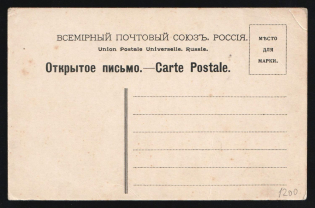 ВСЕМІРНЫЙ ПОЧТОВЫЙ СОЮЗЪ. РОССІЯ.
Union Postale Universelle. Russie.
Открытое письмо.—Carte Postale.
МѢСТО
ДЛЯ
МАРКИ.
1200